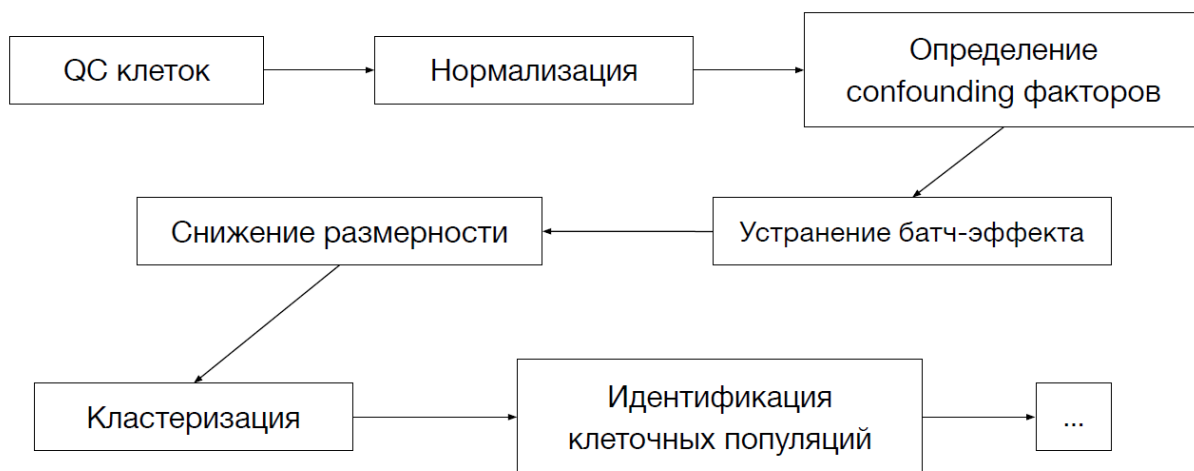 QC клеток
Нормализация
Определение
confounding факторов
Устранение батч-эффекта
Снижение размерности
Кластеризация
Идентификация
клеточных популяций
...